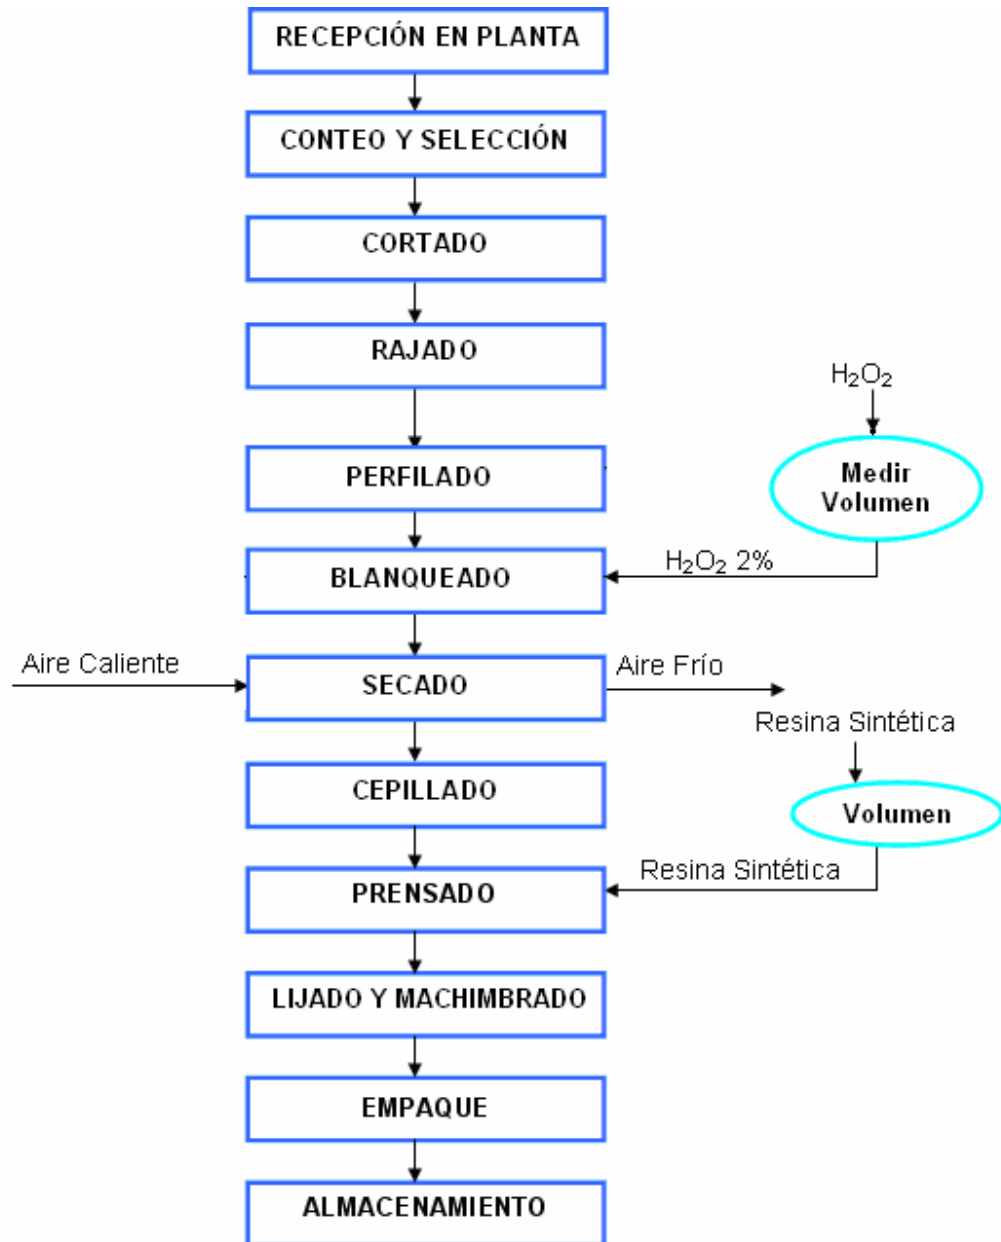 RECEPCIÓN EN PLANTA
CONTEO Y SELECCIÓN
CORTADO
RAJADO
H₂O₂
PERFILADO
Medir
Volumen
BLANQUEADO
H₂O₂ 2%
Aire Caliente
SECADO
Aire Frío
Resina Sintética
CEPILLADO
Volumen
PRENSADO
Resina Sintética
LIJADO Y MACHIMBRADO
EMPAQUE
ALMACENAMIENTO